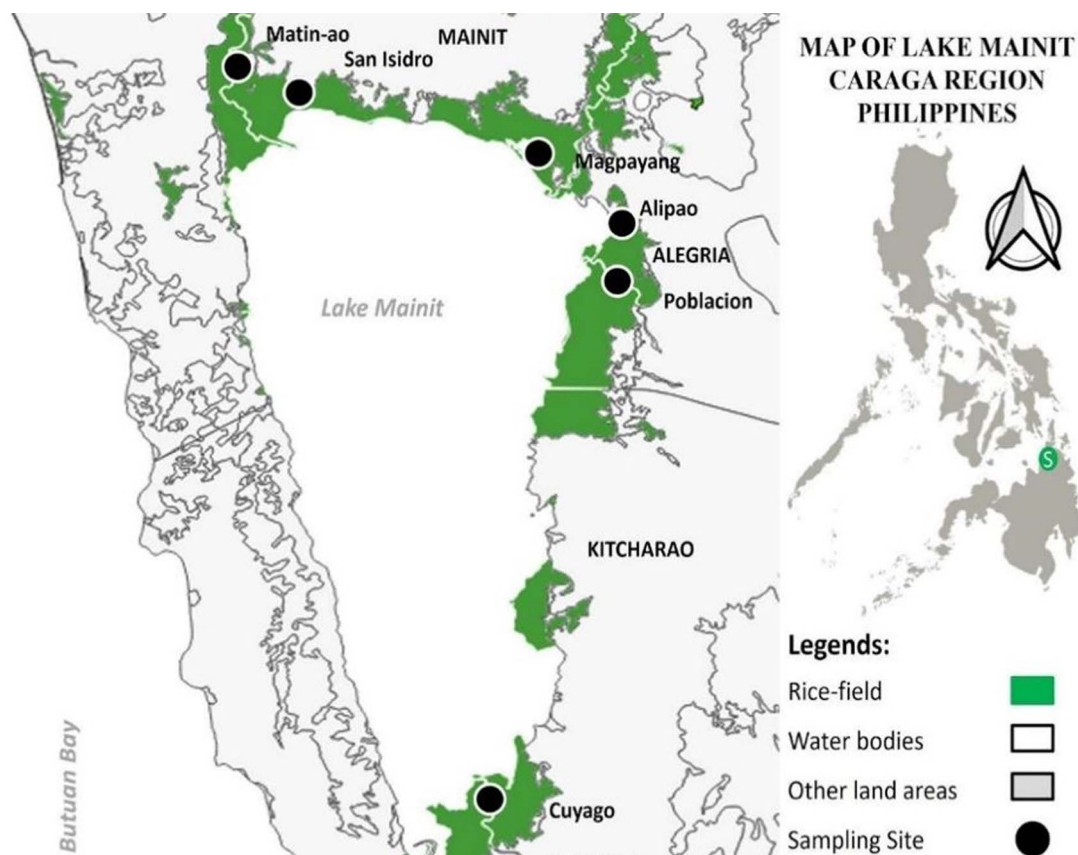 MAP OF LAKE MAINIT
CARAGA REGION
PHILIPPINES
Matin-ao
MAINIT
San Isidro
Magpayang
Alipao
ALEGRIA
Poblacion
Lake Mainit
KITCHARAO
Cuyago
Butuan Bay
S
Legends:
Rice-field
Water bodies
Other land areas
Sampling Site